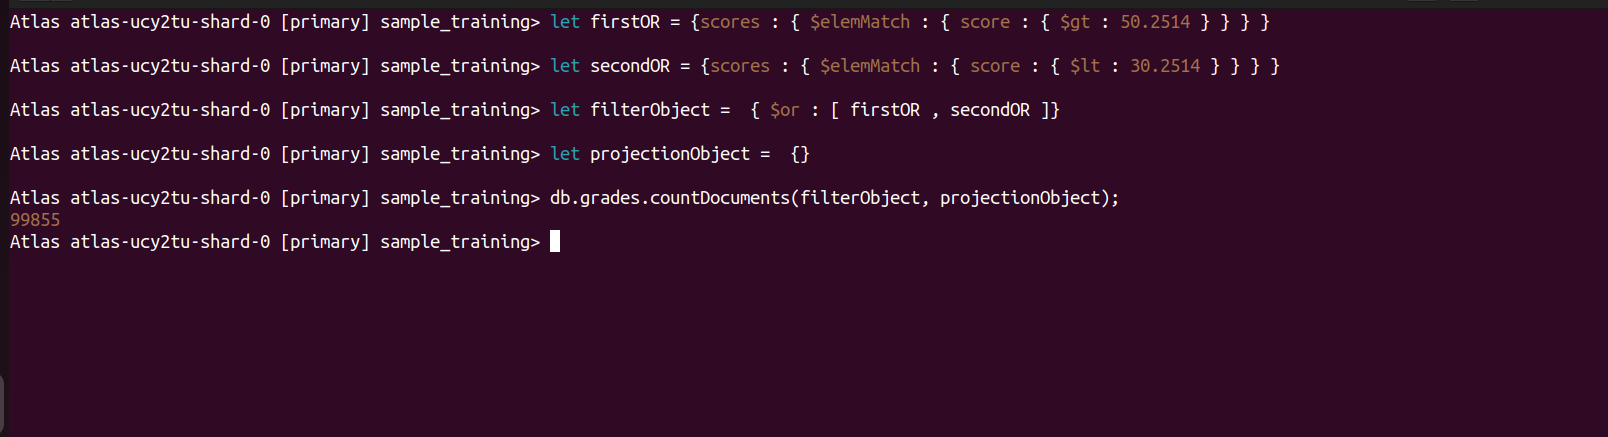 Atlas atlas-ucy2tu-shard-0 [primary] sample_training> let firstOR = {scores : { $elemMatch : { score : { $gt : 50.2514 } } } }
Atlas atlas-ucy2tu-shard-0 [primary] sample_training> let secondOR = {scores : { $elemMatch : { score : { $lt : 30.2514 } } } }
Atlas atlas-ucy2tu-shard-0 [primary] sample_training> let filterObject =  { $or : [ firstOR , secondOR ]}
Atlas atlas-ucy2tu-shard-0 [primary] sample_training> let projectionObject =  {}
Atlas atlas-ucy2tu-shard-0 [primary] sample_training> db.grades.countDocuments(filterObject, projectionObject);
99855
Atlas atlas-ucy2tu-shard-0 [primary] sample_training>